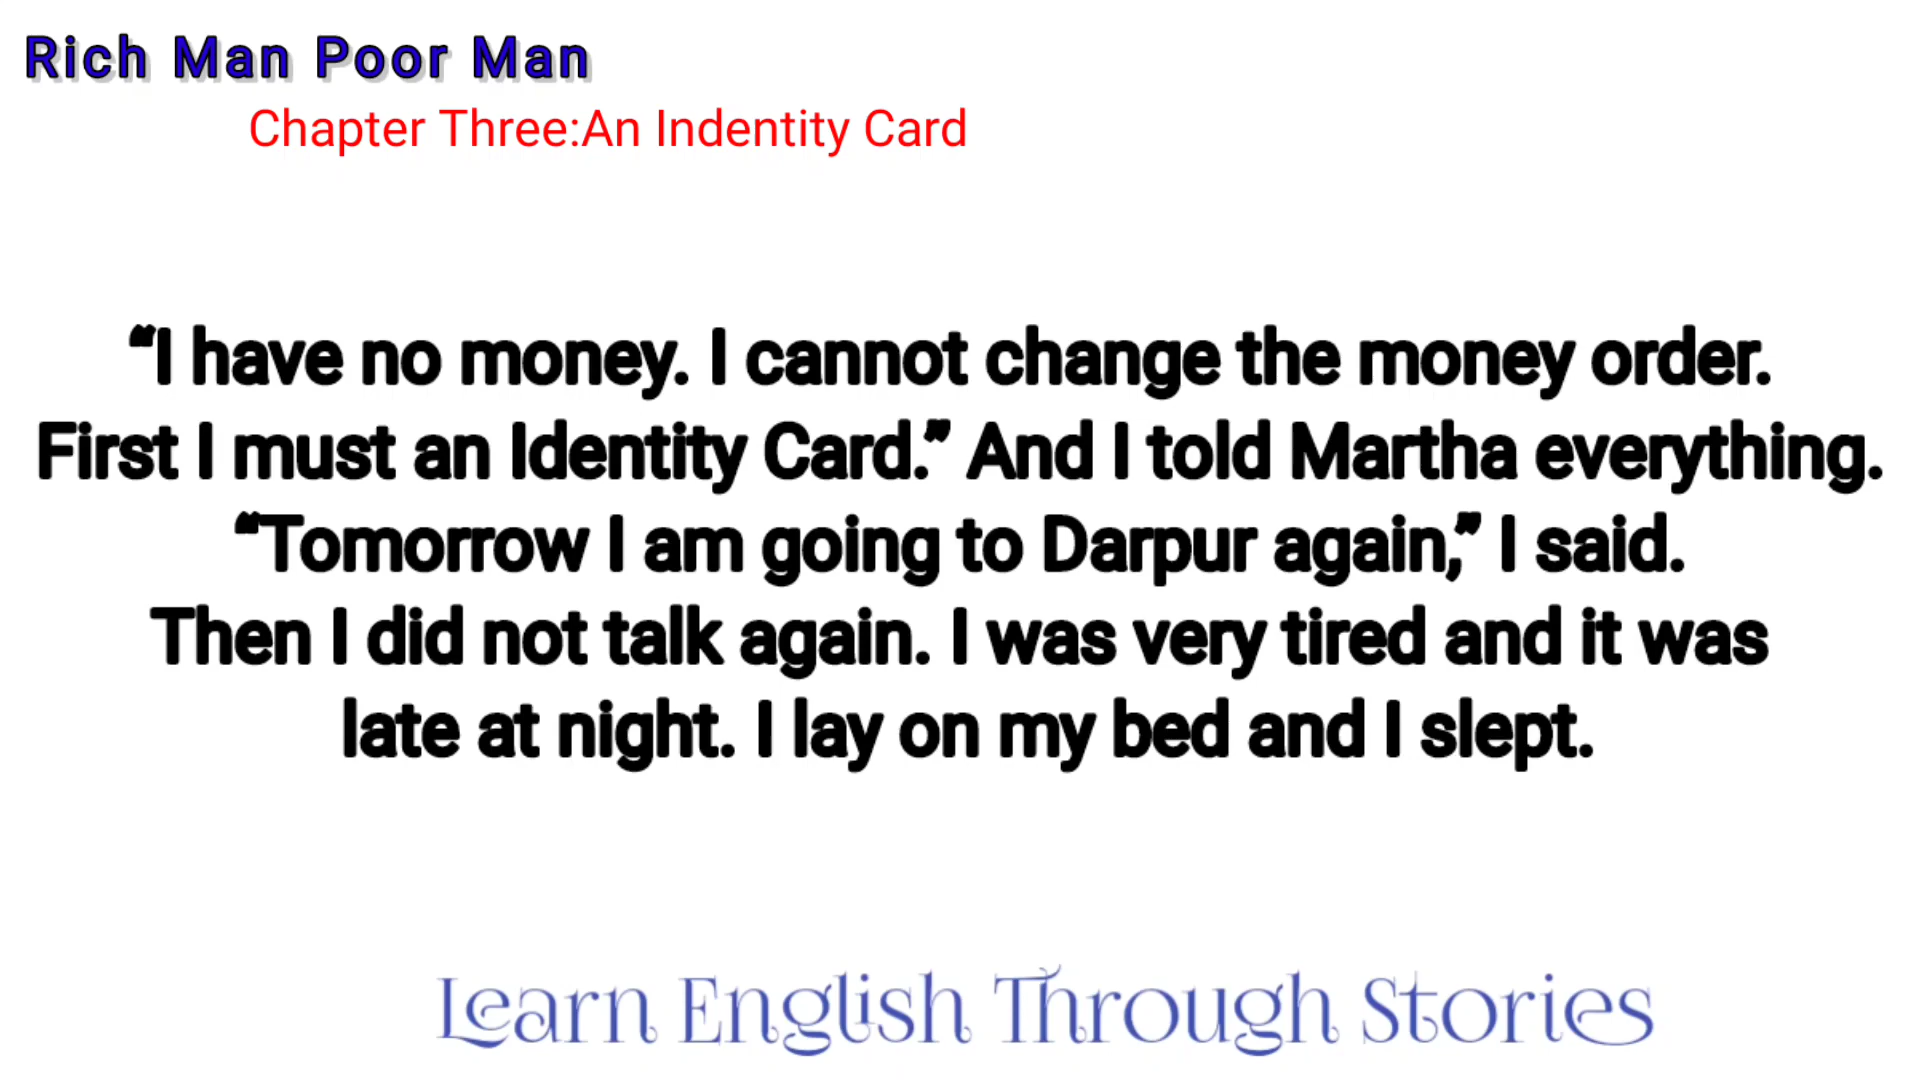 Rich Man Poor Man
Chapter Three:An Indentity Card
“I have no money. I cannot change the money order.
First I must an Identity Card.” And I told Martha everything.
“Tomorrow I am going to Darpur again,” I said.
Then I did not talk again. I was very tired and it was
late at night. I lay on my bed and I slept.
Learn English Through Stories